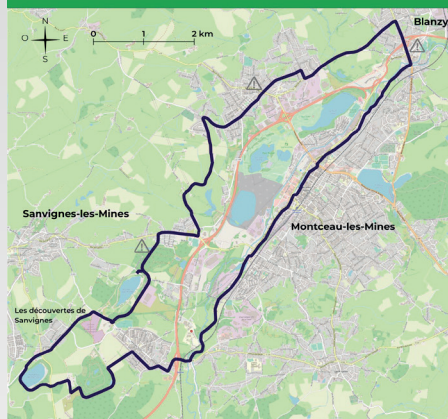 N
Blanzy
O E
S
0 1 2 km
Sanvignes-les-Mines
Montceau-les-Mines
Les découvertes de
Sanvignes